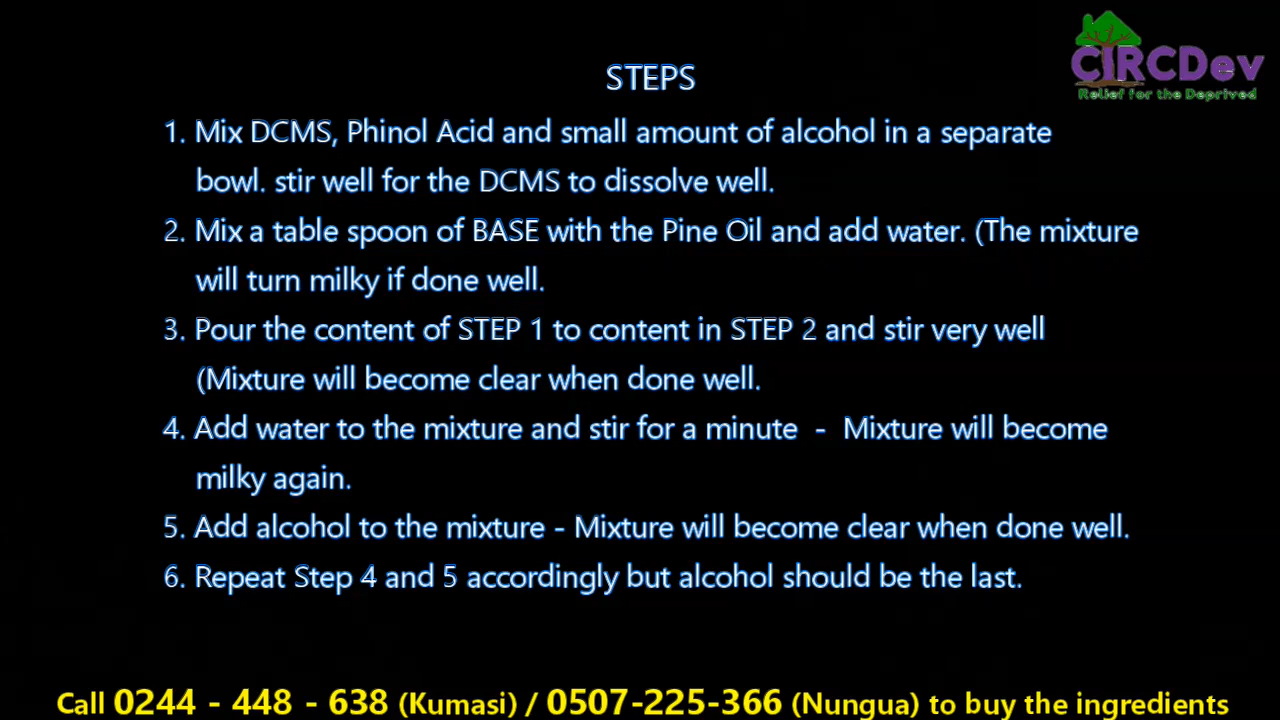 CIRCDev
Relief for the Deprived
STEPS
1. Mix DCMS, Phinol Acid and small amount of alcohol in a separate
bowl. stir well for the DCMS to dissolve well.
2. Mix a table spoon of BASE with the Pine Oil and add water. (The mixture
will turn milky if done well.
3. Pour the content of STEP 1 to content in STEP 2 and stir very well
(Mixture will become clear when done well.
4. Add water to the mixture and stir for a minute - Mixture will become
milky again.
5. Add alcohol to the mixture - Mixture will become clear when done well.
6. Repeat Step 4 and 5 accordingly but alcohol should be the last.
Call 0244 - 448 - 638 (Kumasi) / 0507-225-366 (Nungua) to buy the ingredients